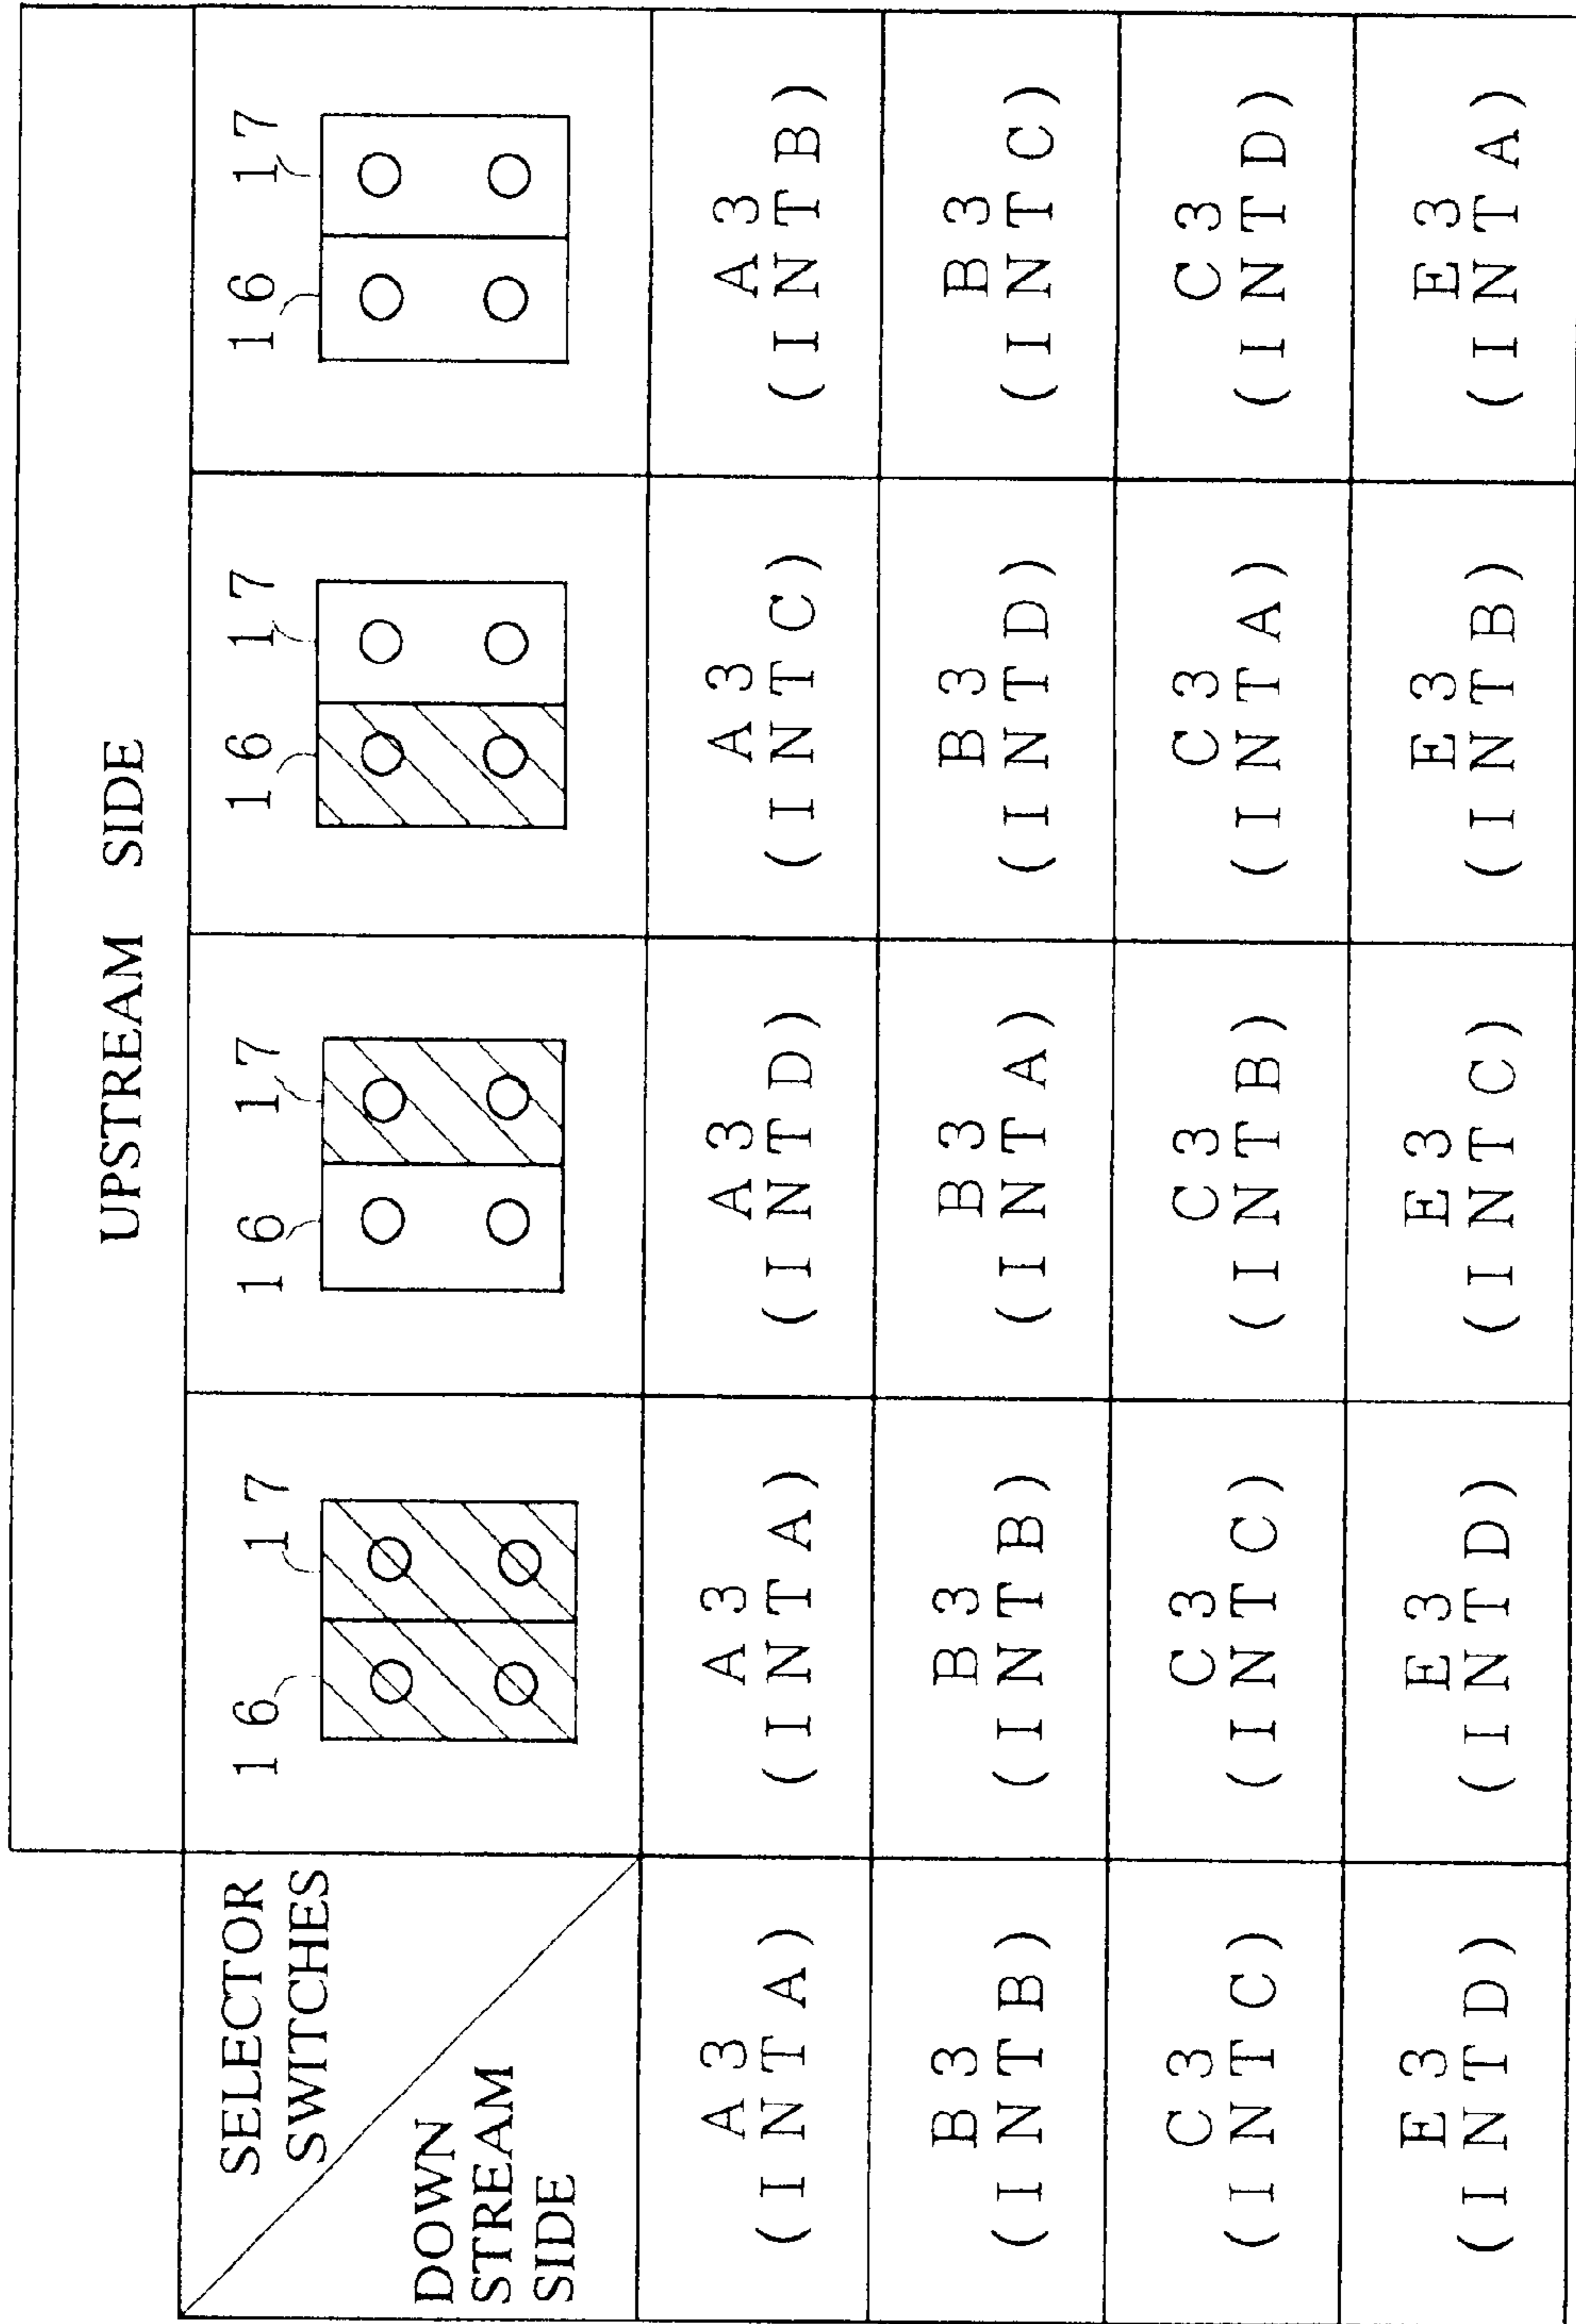 UPSTREAM SIDE
SELECTOR
SWITCHES
DOWN
STREAM
SIDE
16 17
16 17
16 17
16 17
A3
(INTA)
A3
(INTA)
A3
(INTD)
A3
(INTC)
A3
(INTB)
B3
(INTB)
B3
(INTB)
B3
(INTA)
B3
(INTD)
B3
(INTC)
C3
(INTC)
C3
(INTC)
C3
(INTB)
C3
(INTA)
C3
(INTD)
E3
(INTD)
E3
(INTD)
E3
(INTC)
E3
(INTB)
E3
(INTA)